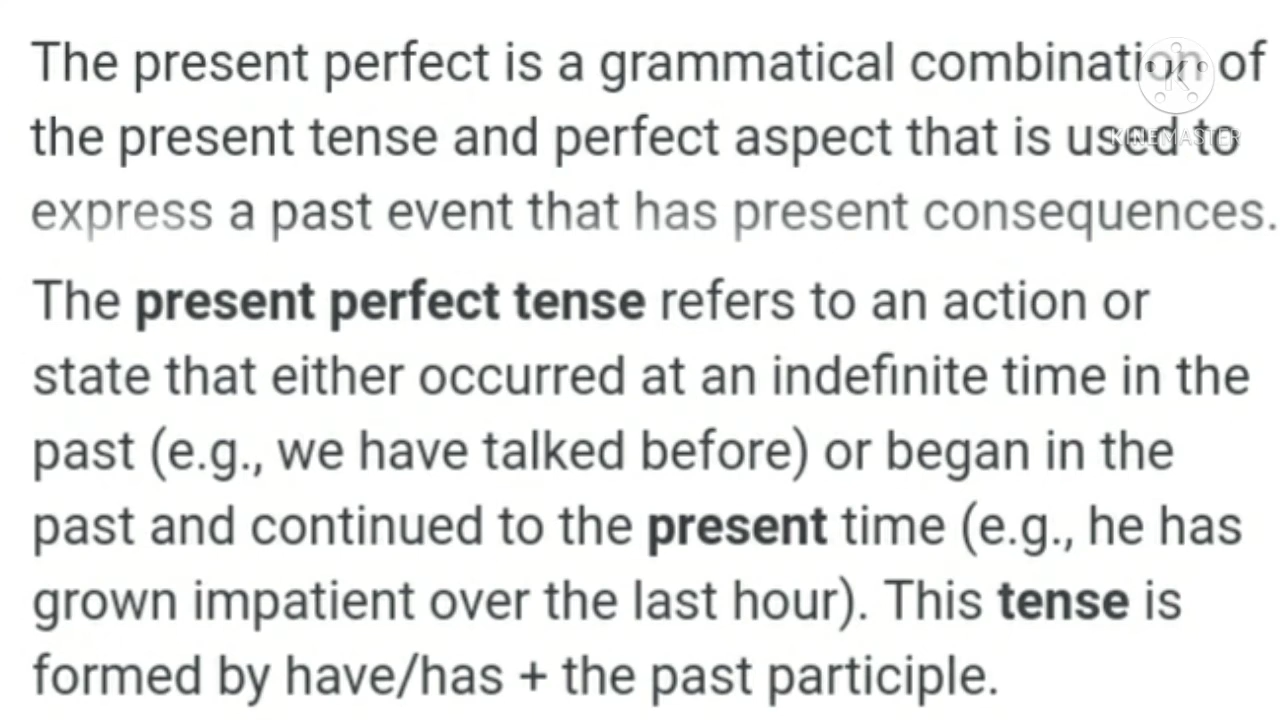 The present perfect is a grammatical combination of
the present tense and perfect aspect that is used to
express a past event that has present consequences.
The present perfect tense refers to an action or
state that either occurred at an indefinite time in the
past (e.g., we have talked before) or began in the
past and continued to the present time (e.g., he has
grown impatient over the last hour). This tense is
formed by have/has + the past participle.
K
KINEMASTER